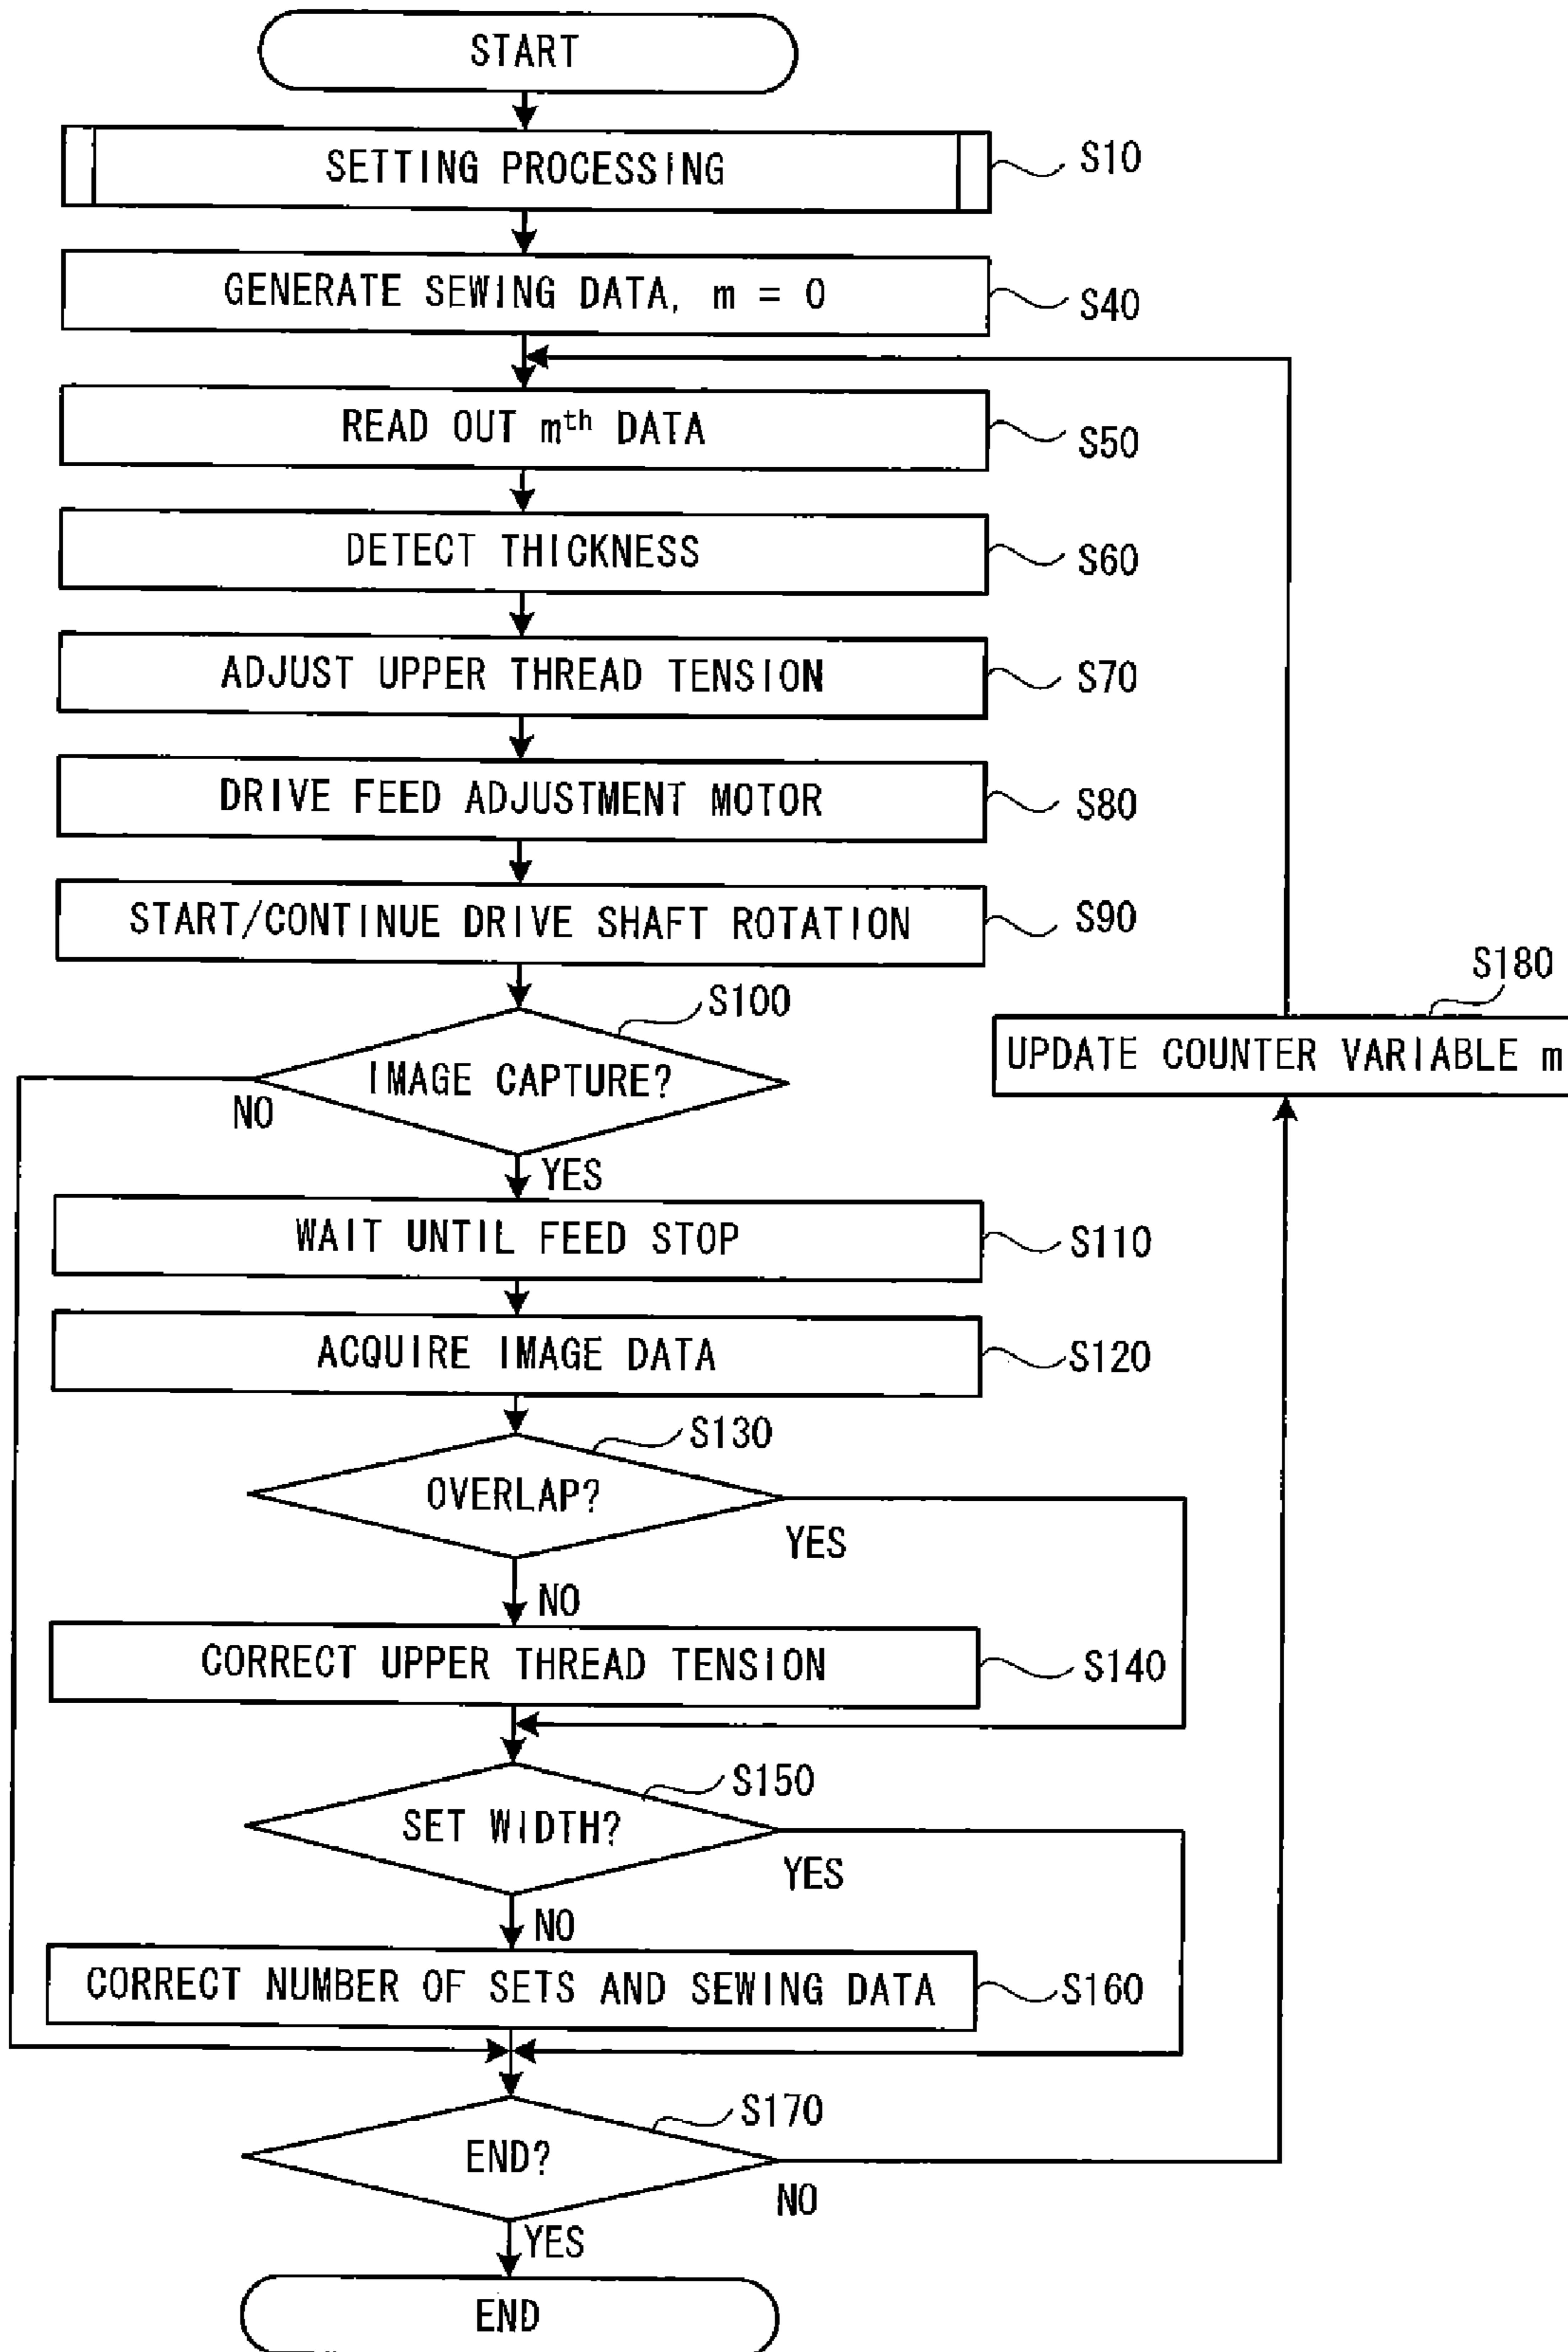 START
SETTING PROCESSING
S10
GENERATE SEWING DATA, m = 0
S40
READ OUT mth DATA
S50
DETECT THICKNESS
S60
ADJUST UPPER THREAD TENSION
S70
DRIVE FEED ADJUSTMENT MOTOR
S80
START/CONTINUE DRIVE SHAFT ROTATION
S90
S100
IMAGE CAPTURE?
NO
YES
S180
UPDATE COUNTER VARIABLE m
WAIT UNTIL FEED STOP
S110
ACQUIRE IMAGE DATA
S120
S130
OVERLAP?
YES
NO
CORRECT UPPER THREAD TENSION
S140
S150
SET WIDTH?
YES
NO
CORRECT NUMBER OF SETS AND SEWING DATA
S160
S170
END?
NO
YES
END